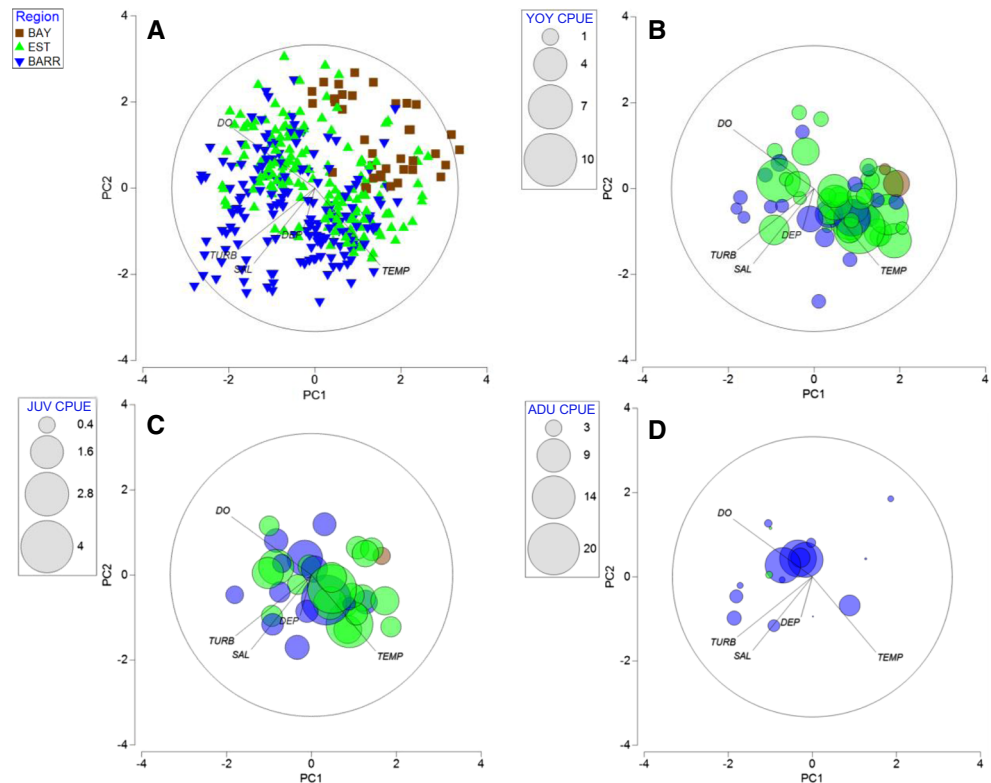 Region
BAY
EST
BARR
A
4
2
0
-2
-4
PC2
DO
DEP
TURB
SAL
TEMP
-4 -2 0 2 4
PC1
YOY CPUE
1
4
7
10
B
4
2
0
-2
-4
PC2
DO
DEP
TURB
SAL
TEMP
-4 -2 0 2 4
PC1
JUV CPUE
0.4
1.6
2.8
4
C
4
2
0
-2
-4
PC2
DO
DEP
TURB
SAL
TEMP
-4 -2 0 2 4
PC1
ADU CPUE
3
9
14
20
D
4
2
0
-2
-4
PC2
DO
DEP
TURB
SAL
TEMP
-4 -2 0 2 4
PC1